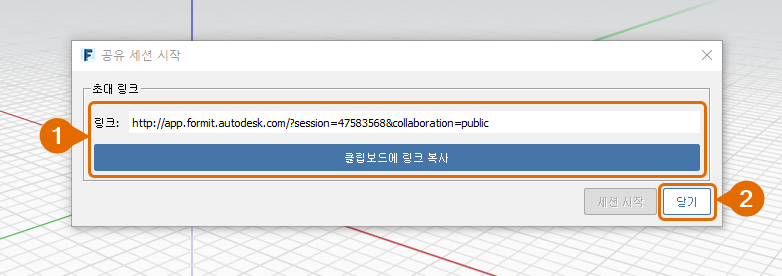 F 공유 세션 시작
초대 링크
1
링크: http://app.formit.autodesk.com/?session=47583568&collaboration=public
클립보드에 링크 복사
세션 시작 닫기 2